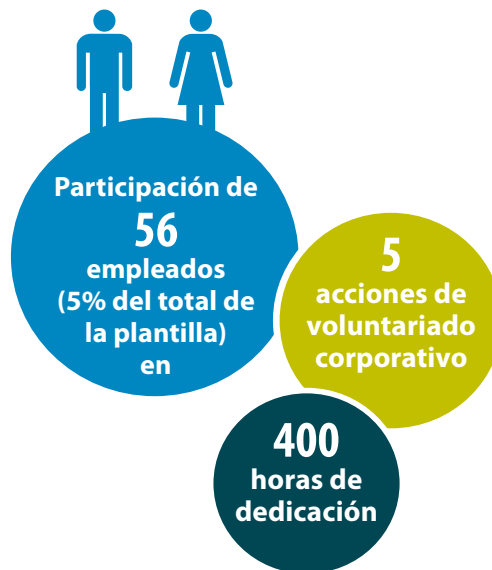 Participación de
56
empleados
(5% del total de
la plantilla)
en
5
acciones de
voluntariado
corporativo
400
horas de
dedicación